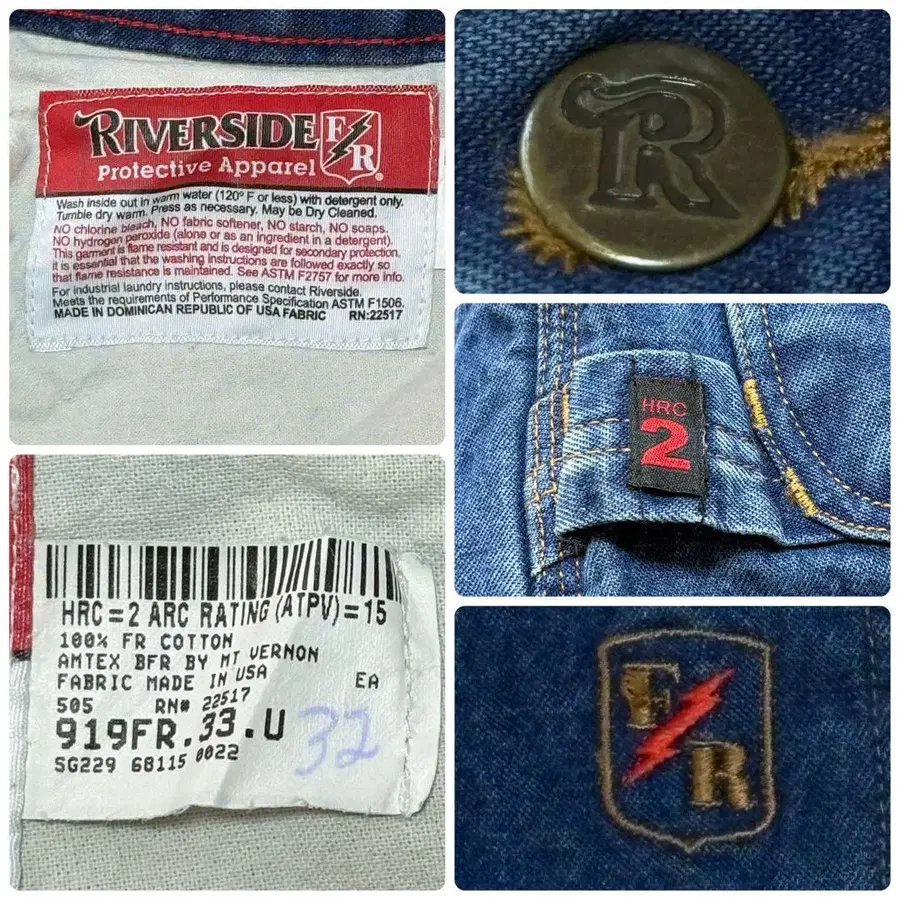 RIVERSIDE FR
Protective Apparel
Wash inside out in warm water (120° F or less) with detergent only.
Tumble dry warm. Press as necessary. May be Dry Cleaned.
NO chlorine bleach, NO fabric softener, NO starch, NO soaps.
NO hydrogen peroxide (alone or as an ingredient in a detergent).
This garment is flame resistant and is designed for secondary protection.
it is essential that the washing instructions are followed exactly so
that flame resistance is maintained. See ASTM F2757 for more info.
For industrial laundry instructions, please contact Riverside.
Meets the requirements of Performance Specification ASTM F1506.
MADE IN DOMINICAN REPUBLIC OF USA FABRIC RN:22517
R
HRC
2
HRC=2 ARC RATING (ATPV)=15
100% FR COTTON
AMTEX BFR BY MT VERNON
FABRIC MADE IN USA EA
505 RN# 22517
919FR.33.U
32
SG229 68115 0022
F
R